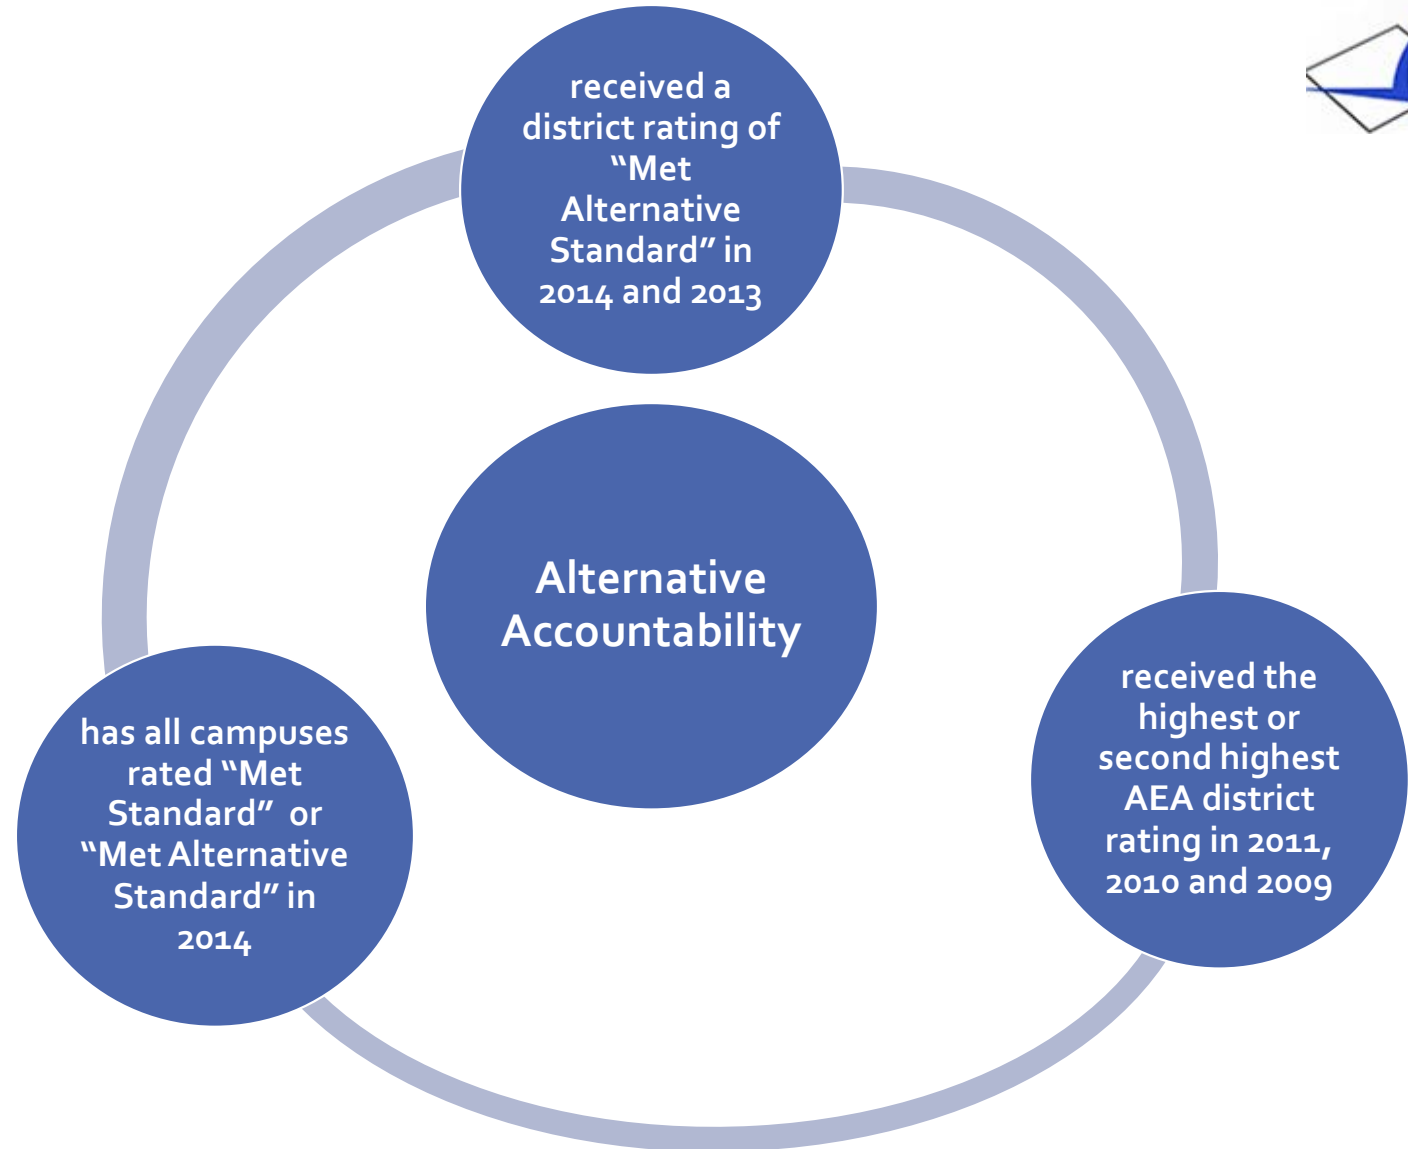 received a
district rating of
“Met
Alternative
Standard” in
2014 and 2013
Alternative
Accountability
received the
highest or
second highest
AEA district
rating in 2011,
2010 and 2009
has all campuses
rated “Met
Standard” or
“Met Alternative
Standard” in
2014